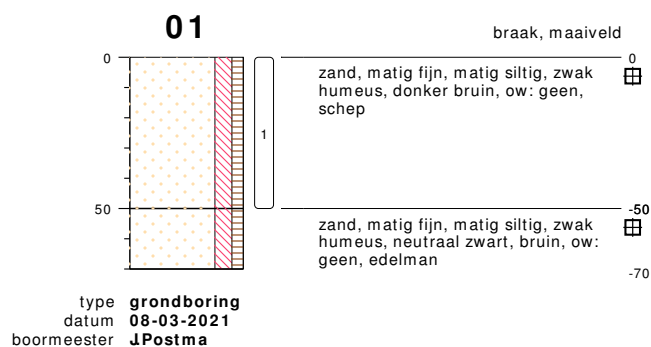 01
braak, maaiveld
0
0
zand, matig fijn, matig siltig, zwak
humeus, donker bruin, ow: geen,
schep
1
50
-50
zand, matig fijn, matig siltig, zwak
humeus, neutraal zwart, bruin, ow:
geen, edelman
-70
type grondboring
datum 08-03-2021
boormeester J.Postma